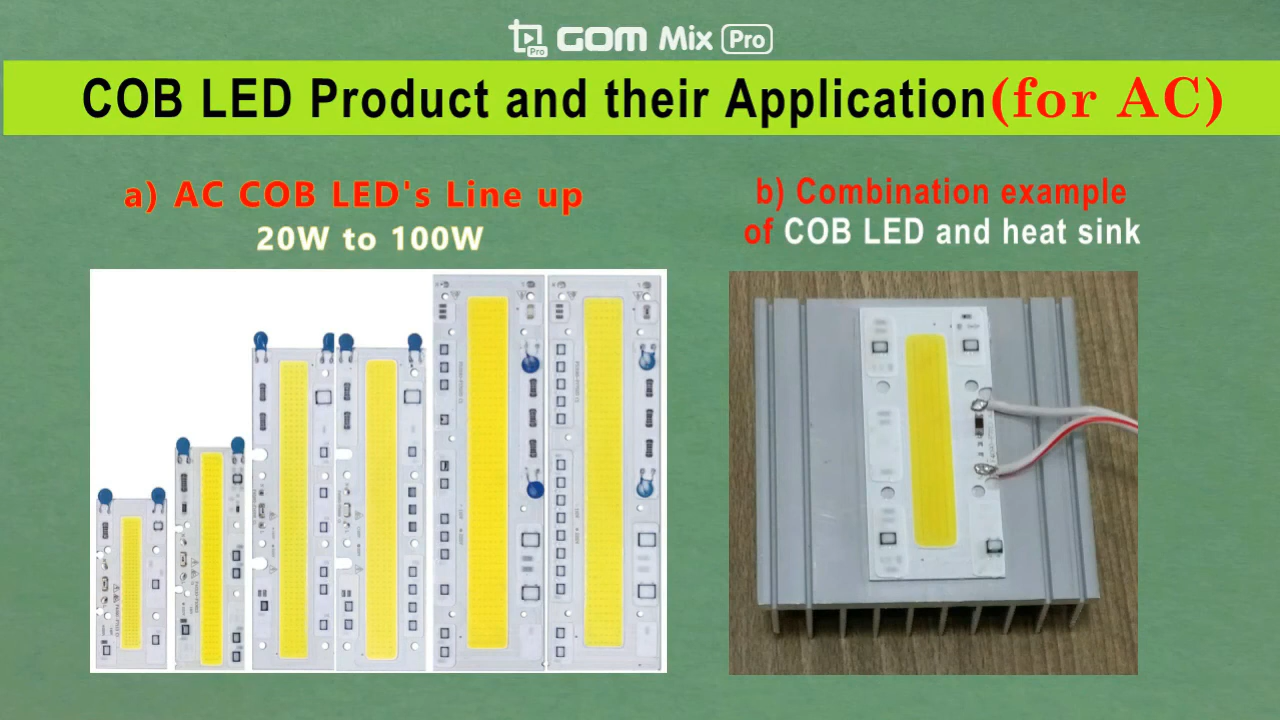 Pro GOM Mix Pro
COB LED Product and their Application(for AC)
a) AC COB LED's Line up
20W to 100W
b) Combination example
of COB LED and heat sink